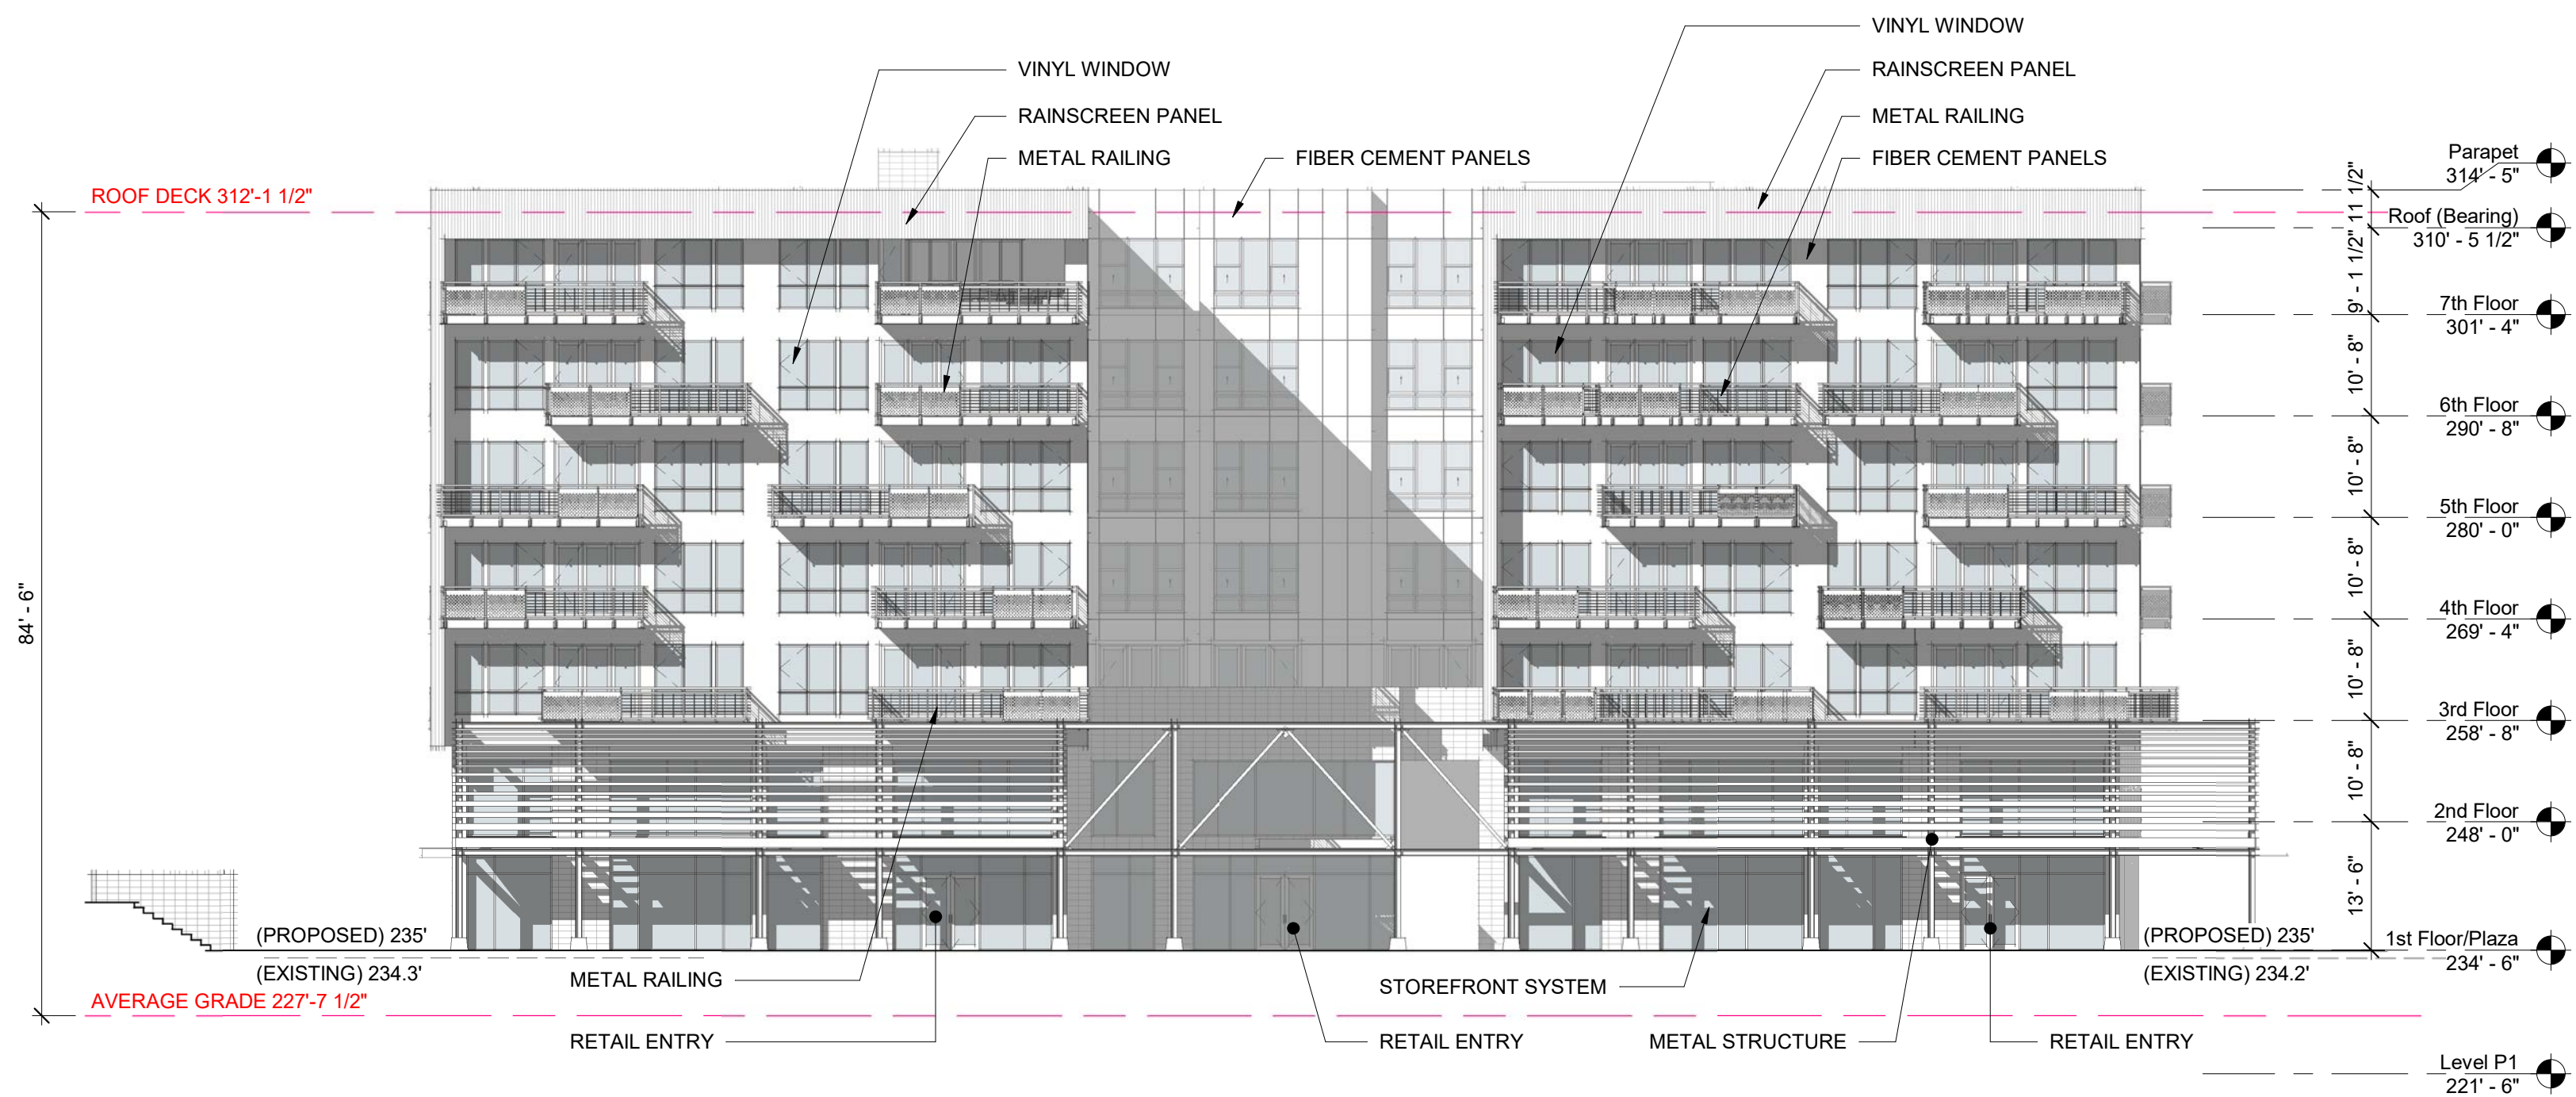 VINYL WINDOW
VINYL WINDOW
RAINSCREEN PANEL
RAINSCREEN PANEL
METAL RAILING
METAL RAILING
FIBER CEMENT PANELS
FIBER CEMENT PANELS
ROOF DECK 312'-1 1/2"
84' - 6"
Parapet
314' - 5"
11 1/2"
Roof (Bearing)
310' - 5 1/2"
9' - 1 1/2"
7th Floor
301' - 4"
10' - 8"
6th Floor
290' - 8"
10' - 8"
5th Floor
280' - 0"
10' - 8"
4th Floor
269' - 4"
10' - 8"
3rd Floor
258' - 8"
10' - 8"
2nd Floor
248' - 0"
13' - 6"
(PROPOSED) 235'
(PROPOSED) 235'
1st Floor/Plaza
234' - 6"
(EXISTING) 234.3'
(EXISTING) 234.2'
METAL RAILING
STOREFRONT SYSTEM
AVERAGE GRADE 227'-7 1/2"
RETAIL ENTRY
RETAIL ENTRY
METAL STRUCTURE
RETAIL ENTRY
Level P1
221' - 6"